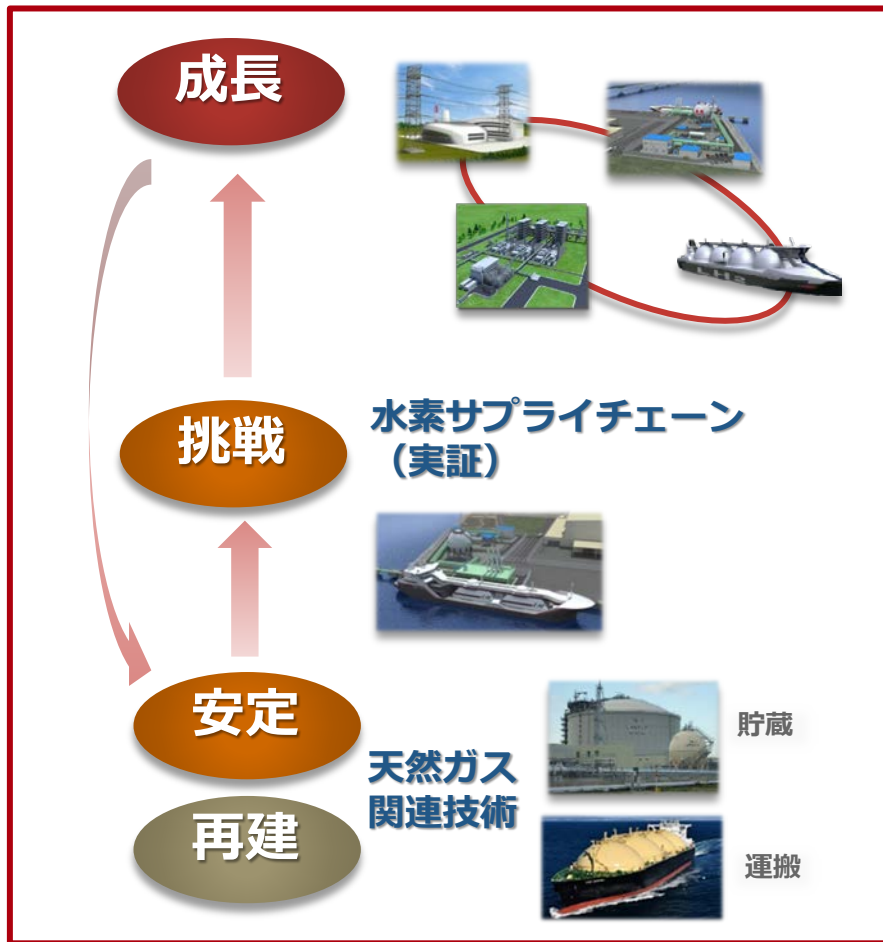 成長
挑戦
水素サプライチェーン
（実証）
安定
再建
天然ガス
関連技術
貯蔵
運搬